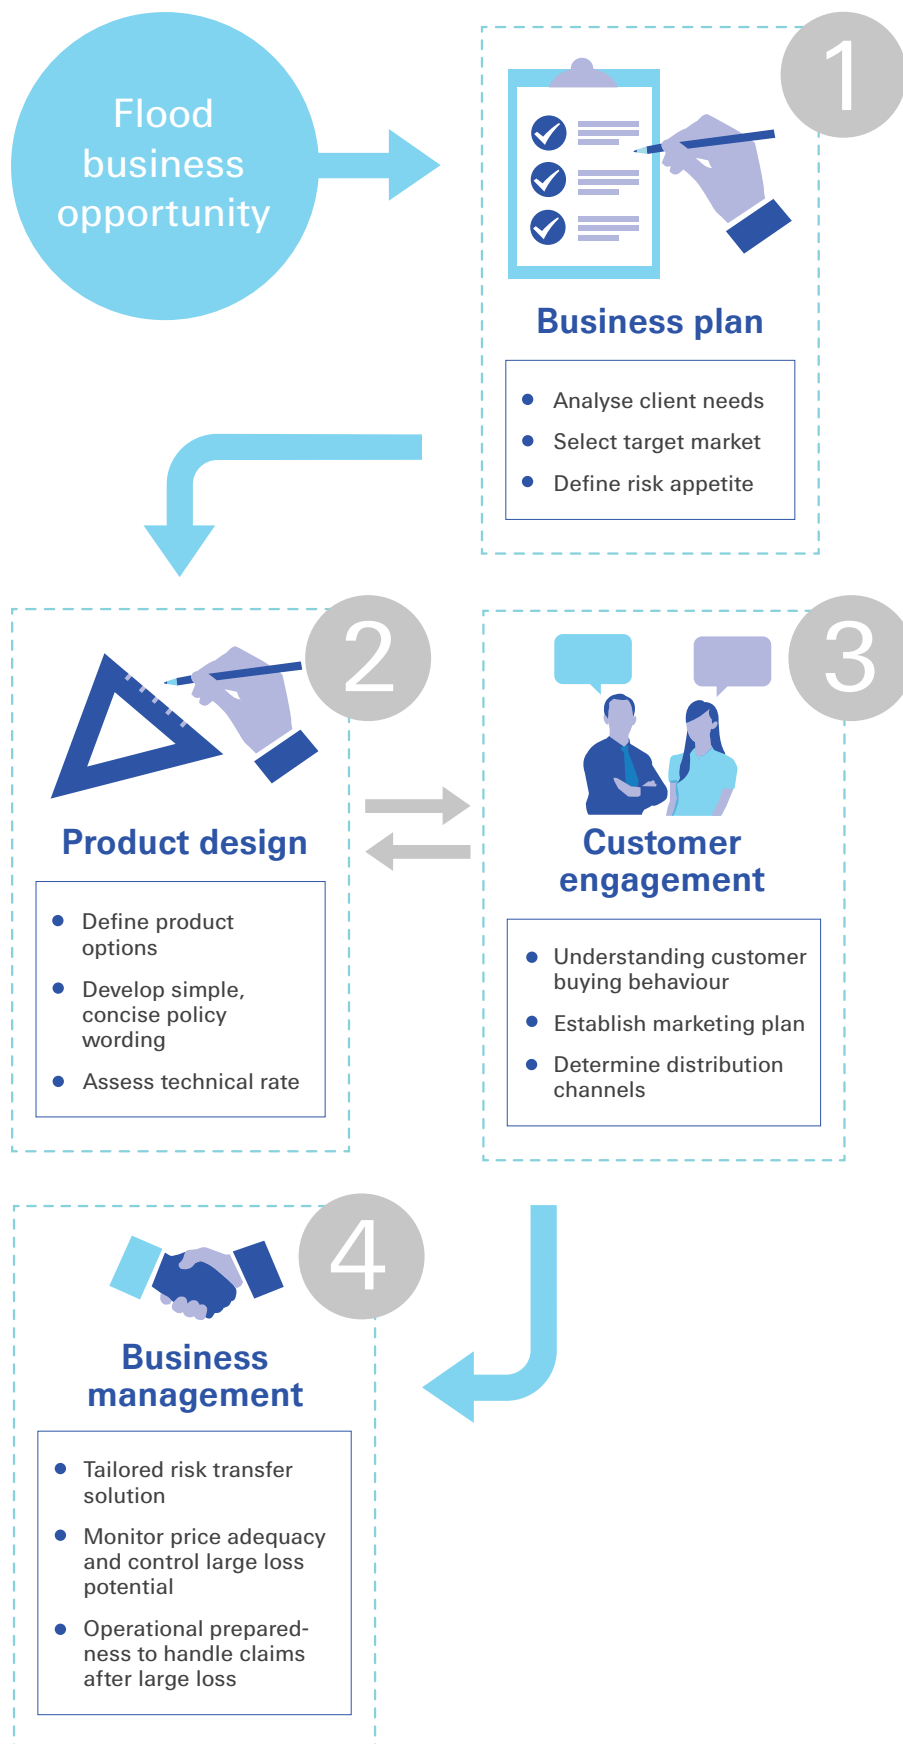 Flood
business
opportunity
1
Business plan
Analyse client needs
Select target market
Define risk appetite
2
Product design
Define product
options
Develop simple,
concise policy
wording
Assess technical rate
3
Customer
engagement
Understanding customer
buying behaviour
Establish marketing plan
Determine distribution
channels
4
Business
management
Tailored risk transfer
solution
Monitor price adequacy
and control large loss
potential
Operational prepared-
ness to handle claims
after large loss